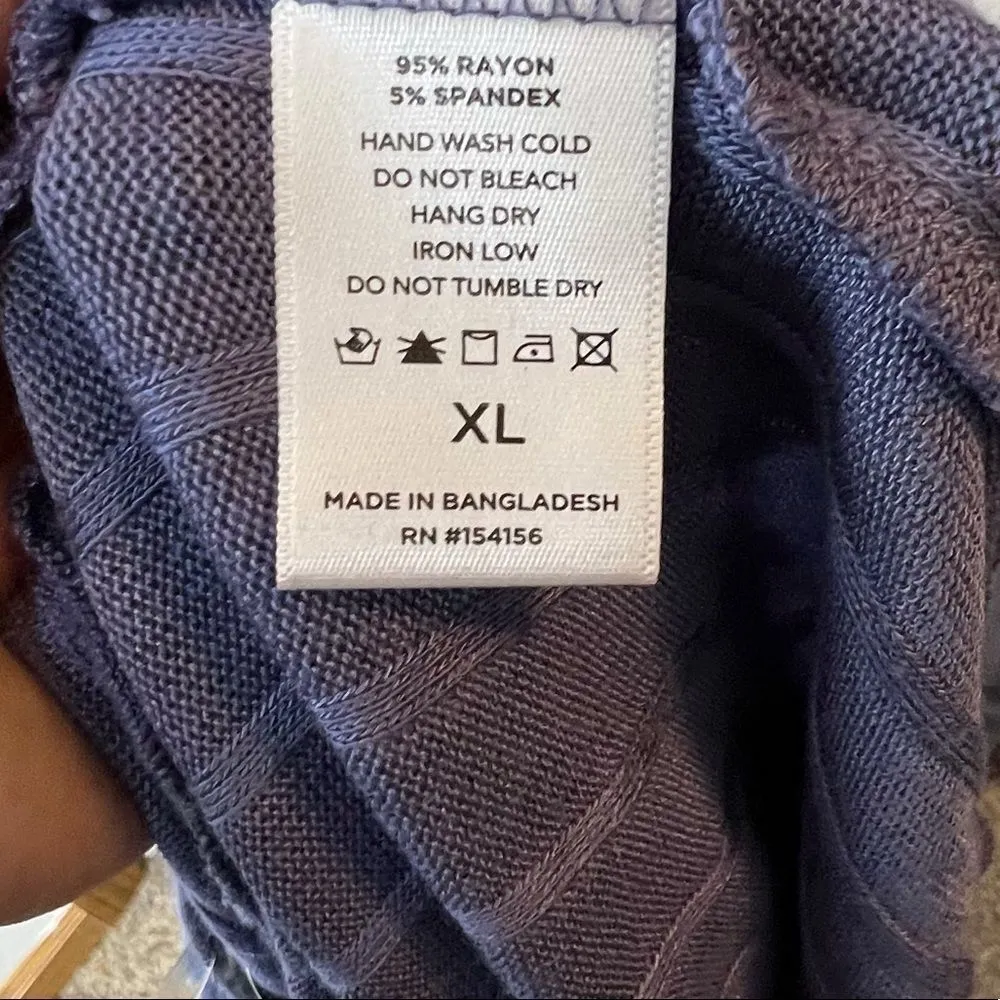 95% RAYON
5% SPANDEX
HAND WASH COLD
DO NOT BLEACH
HANG DRY
IRON LOW
DO NOT TUMBLE DRY
XL
MADE IN BANGLADESH
RN #154156